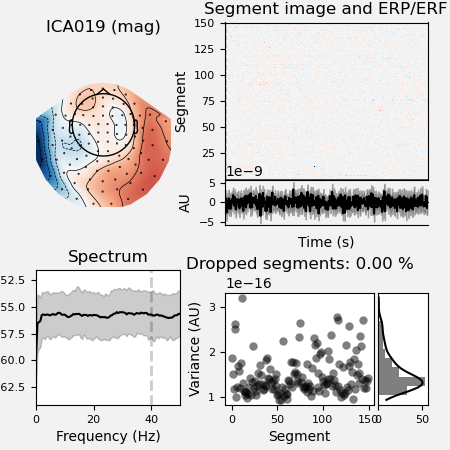 ICA019 (mag)
Segment image and ERP/ERF
150
125
100
75
50
25
Segment
1e−9
5
0
−5
AU
Time (s)
Spectrum
52.5
55.0
57.5
60.0
62.5
0 20 40
Frequency (Hz)
Dropped segments: 0.00 %
1e−16
3
2
1
Variance (AU)
0 50 100 150
Segment
0 50